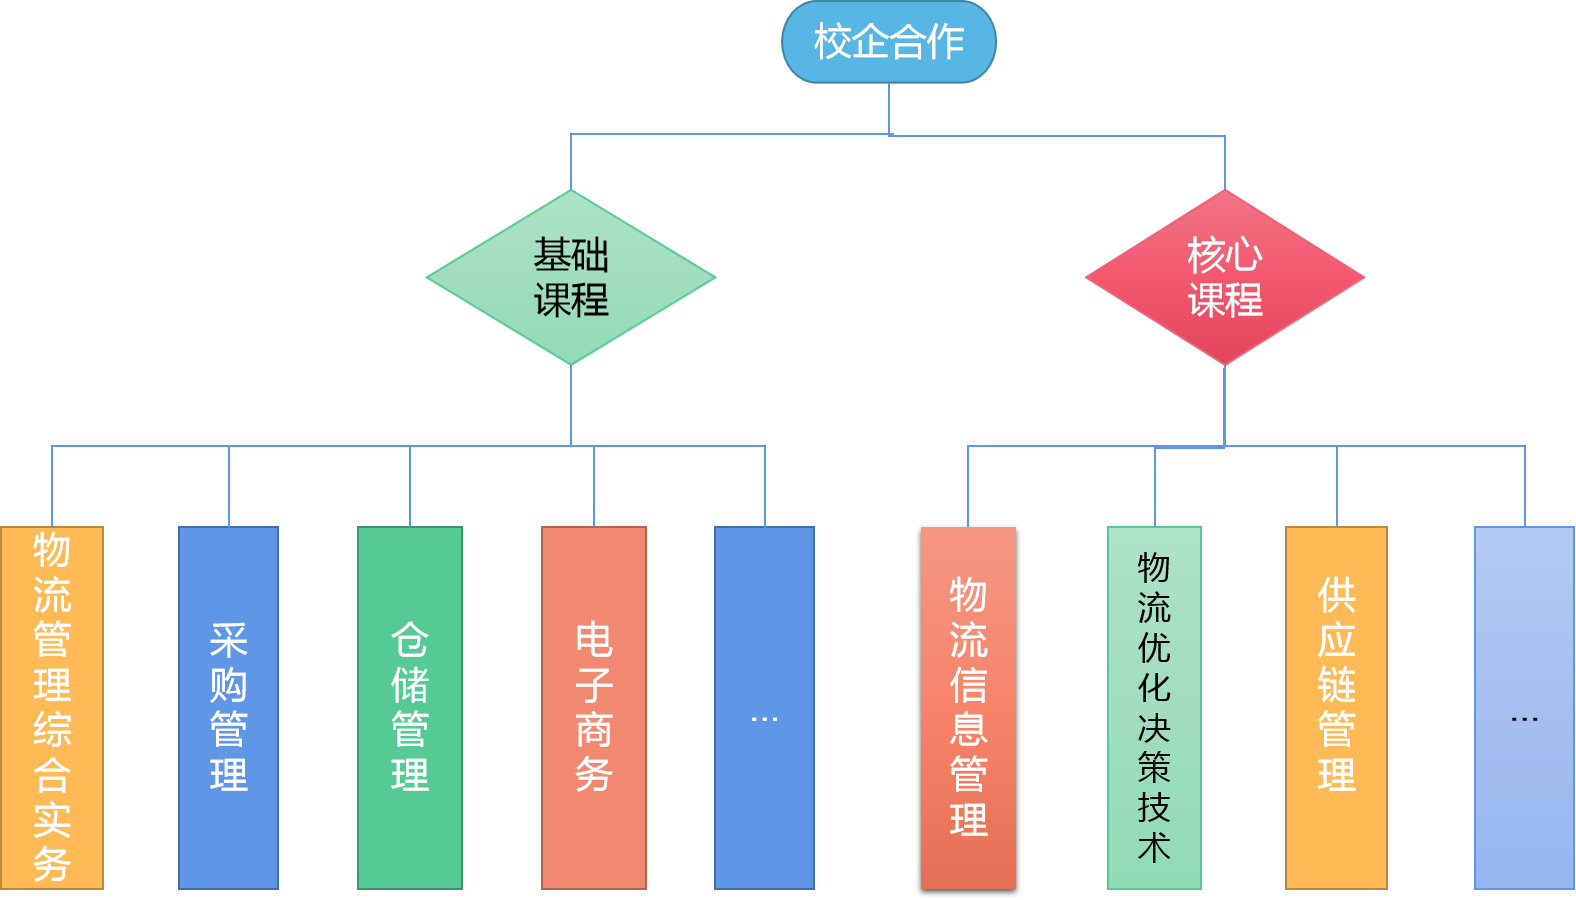 校企合作
基础
课程
核心
课程
物流管理综合实务
采购管理
仓储管理
电子商务
…
物流信息管理
物流优化决策技术
供应链管理
…